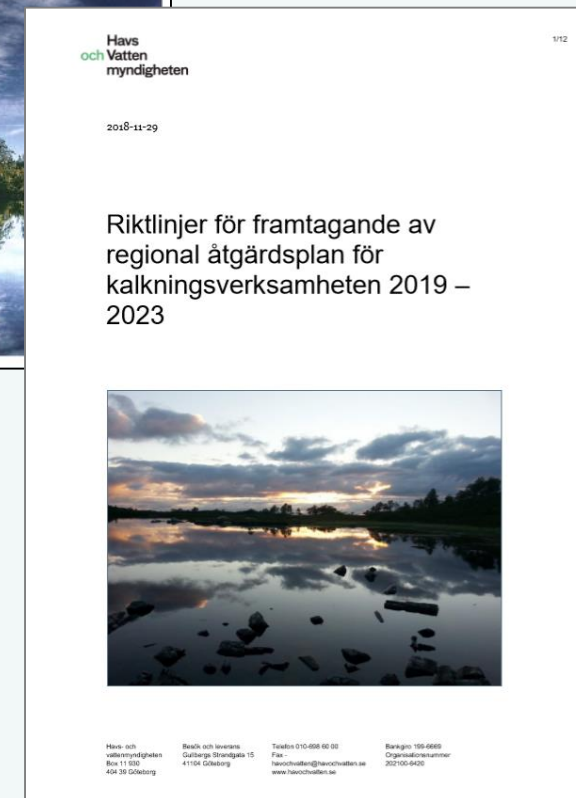 Havs
och Vatten
myndigheten
1/12
2018-11-29
Riktlinjer för framtagande av
regional åtgärdsplan för
kalkningsverksamheten 2019 –
2023
Havs- och
vattenmyndigheten
Box 11 930
404 39 Göteborg
Besök och leverans
Gullbergs Strandgata 15
41104 Göteborg
Telefon 010-698 60 00
Fax -
havochvatten@havochvatten.se
www.havochvatten.se
Bankgiro 199-6669
Organisationsnummer
202100-6420